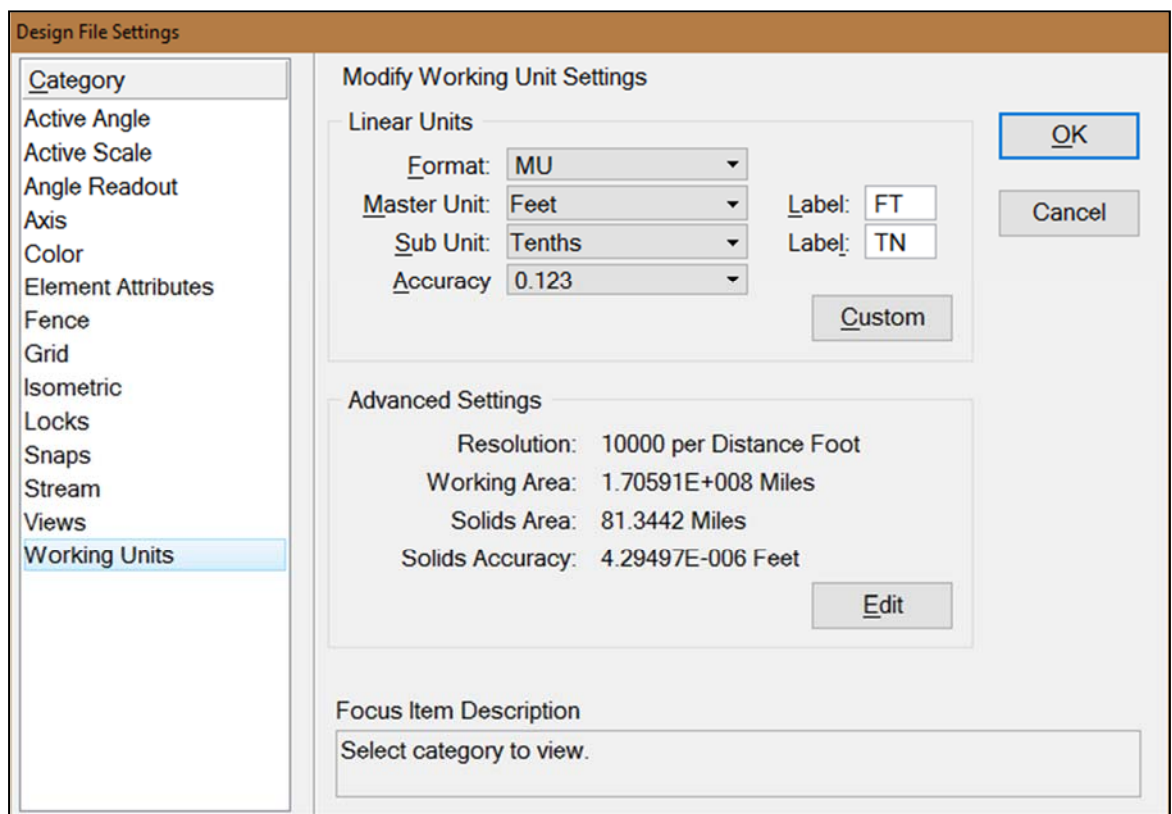 Design File Settings
Category
Active Angle
Active Scale
Angle Readout
Axis
Color
Element Attributes
Fence
Grid
Isometric
Locks
Snaps
Stream
Views
Working Units
Modify Working Unit Settings
Linear Units
Format: MU
Master Unit: Feet Label: FT
Sub Unit: Tenths Label: TN
Accuracy 0.123
Custom
Advanced Settings
Resolution: 10000 per Distance Foot
Working Area: 1.70591E+008 Miles
Solids Area: 81.3442 Miles
Solids Accuracy: 4.29497E-006 Feet
Edit
Focus Item Description
Select category to view.
OK
Cancel